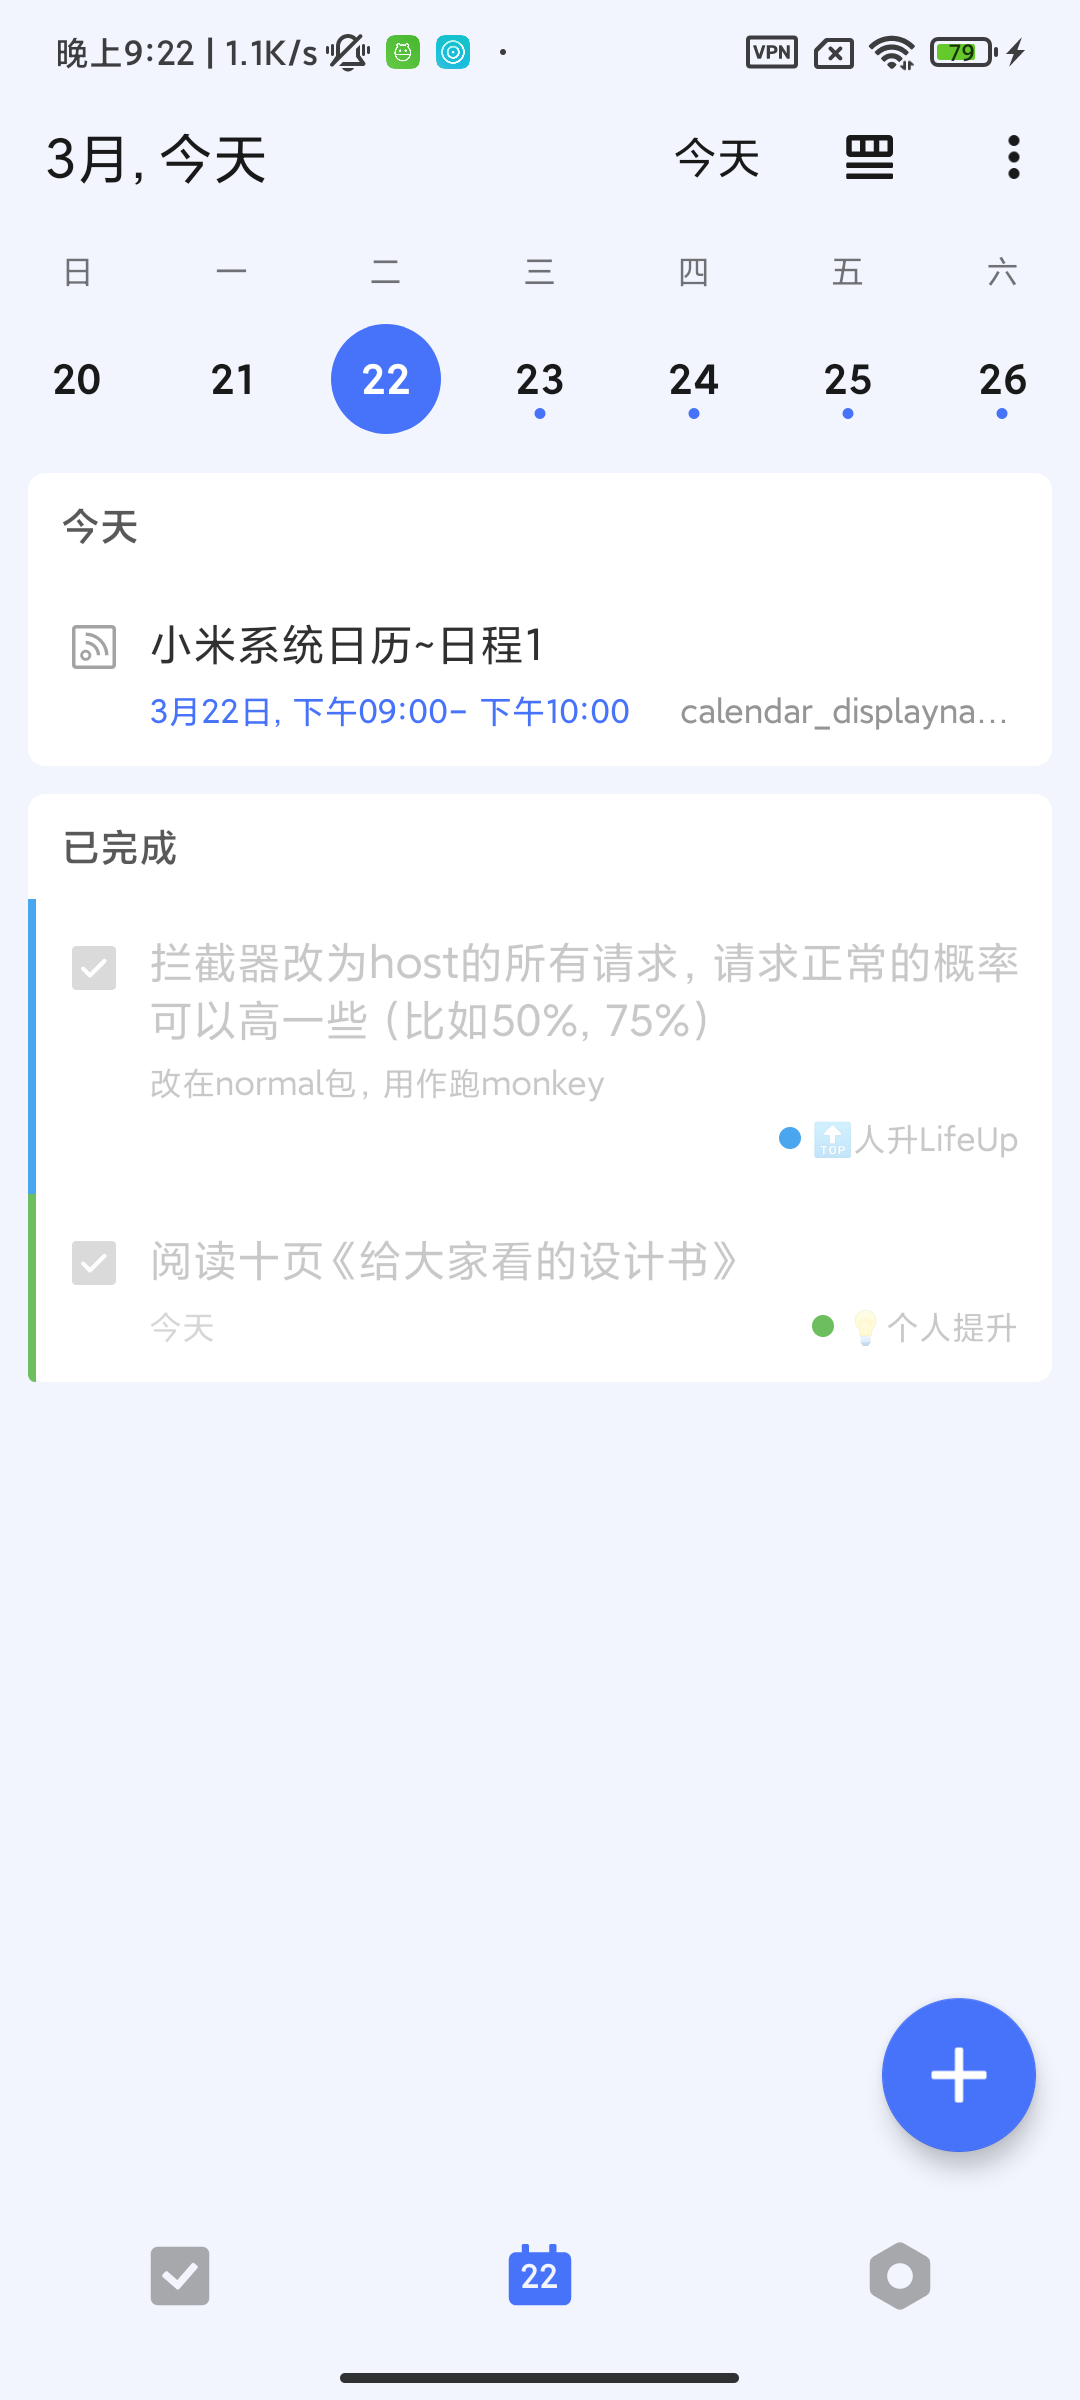 晚上9:22 | 1.1K/s
VPN
79
3月, 今天
今天
日 一 二 三 四 五 六
20 21 22 23 24 25 26
今天
小米系统日历~日程1
3月22日, 下午09:00– 下午10:00 calendar_displayna...
已完成
拦截器改为host的所有请求，请求正常的概率
可以高一些 (比如50%, 75%)
改在normal包，用作跑monkey
TOP 人升LifeUp
阅读十页《给大家看的设计书》
今天 个人提升
22